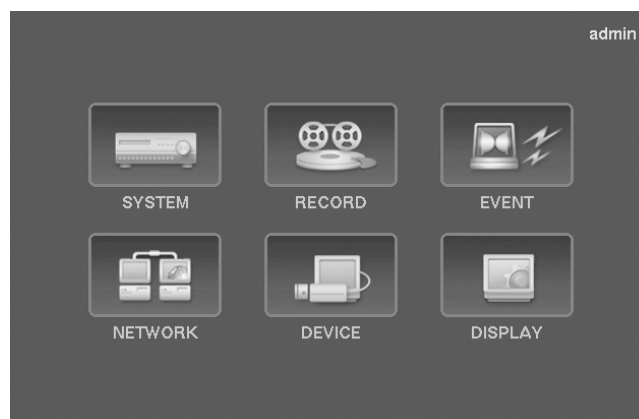 admin
SYSTEM
RECORD
EVENT
NETWORK
DEVICE
DISPLAY